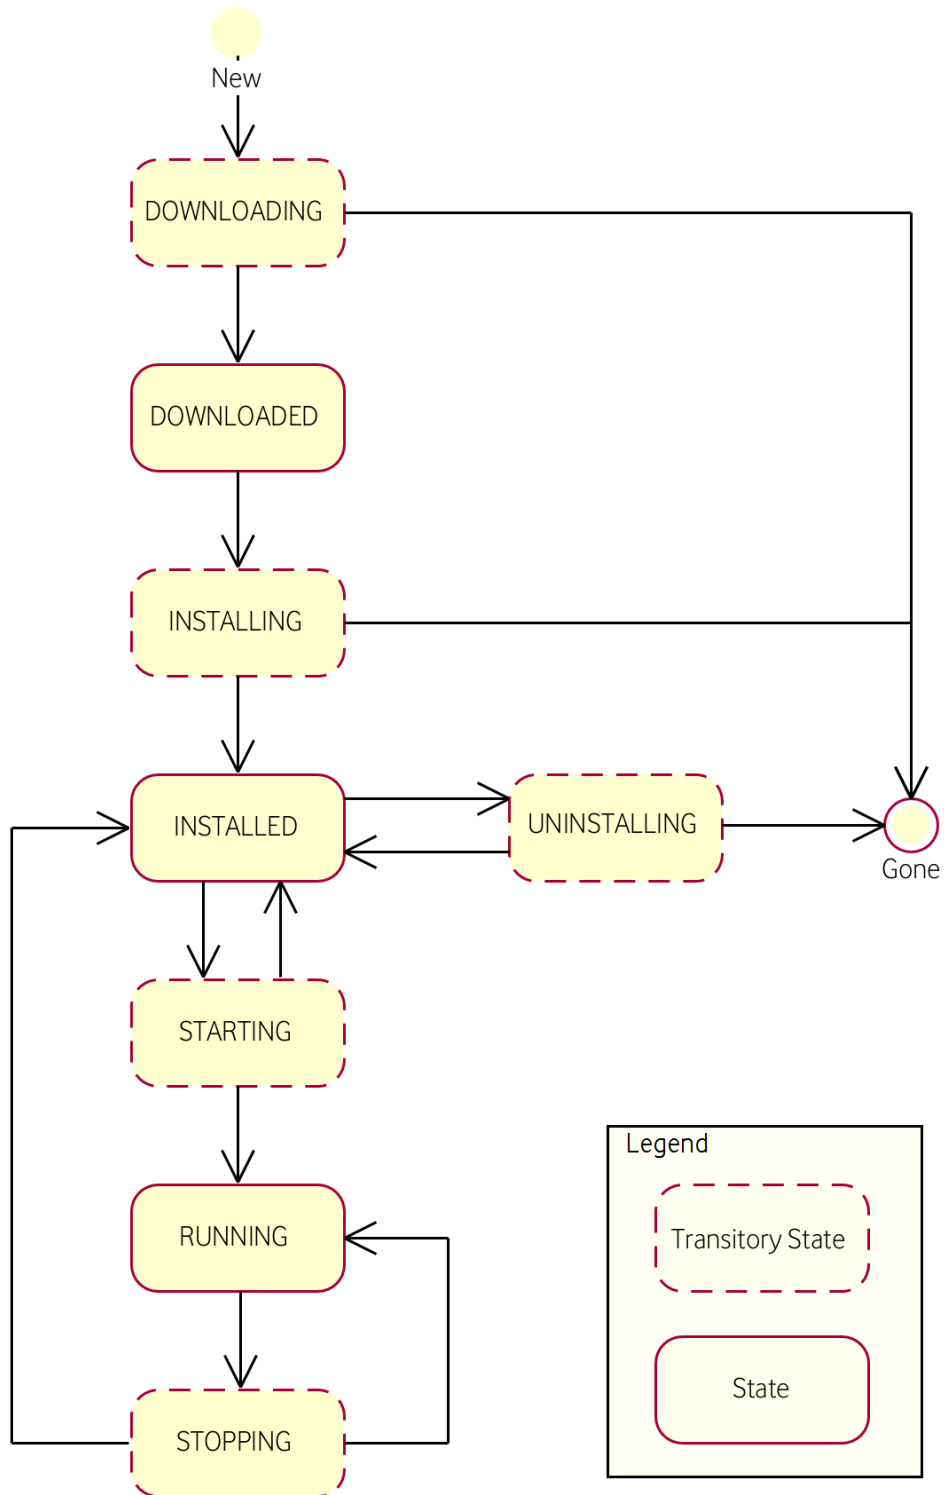 New
DOWNLOADING
DOWNLOADED
INSTALLING
INSTALLED
UNINSTALLING
Gone
STARTING
RUNNING
STOPPING
Legend
Transitory State
State